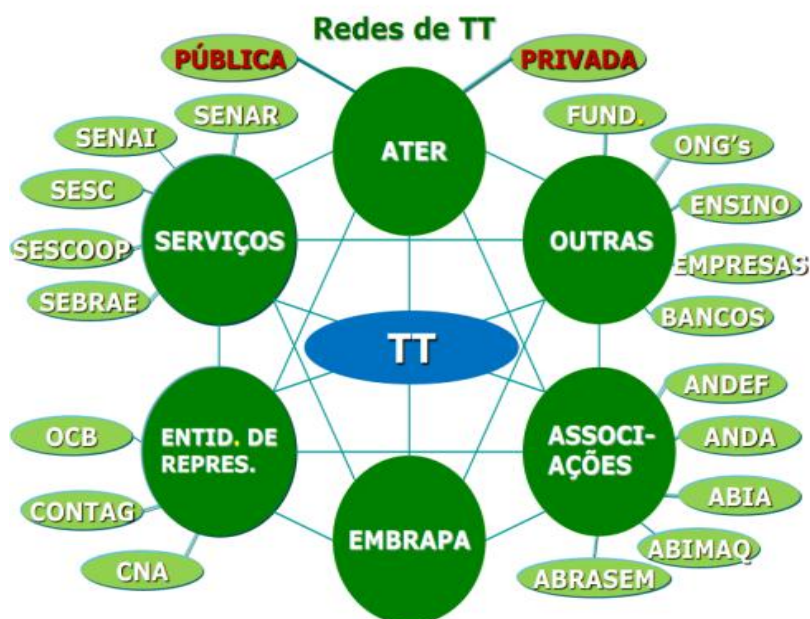 Redes de TT
PÚBLICA
PRIVADA
ATER
SENAR
SENAI
SESC
SESCOOP
SEBRAE
SERVIÇOS
FUND.
ONG's
ENSINO
EMPRESAS
BANCOS
OUTRAS
TT
OCB
CONTAG
CNA
ENTID. DE
REPRES.
EMBRAPA
ASSOCI-
AÇÕES
ANDEF
ANDA
ABIA
ABIMAQ
ABRASEM